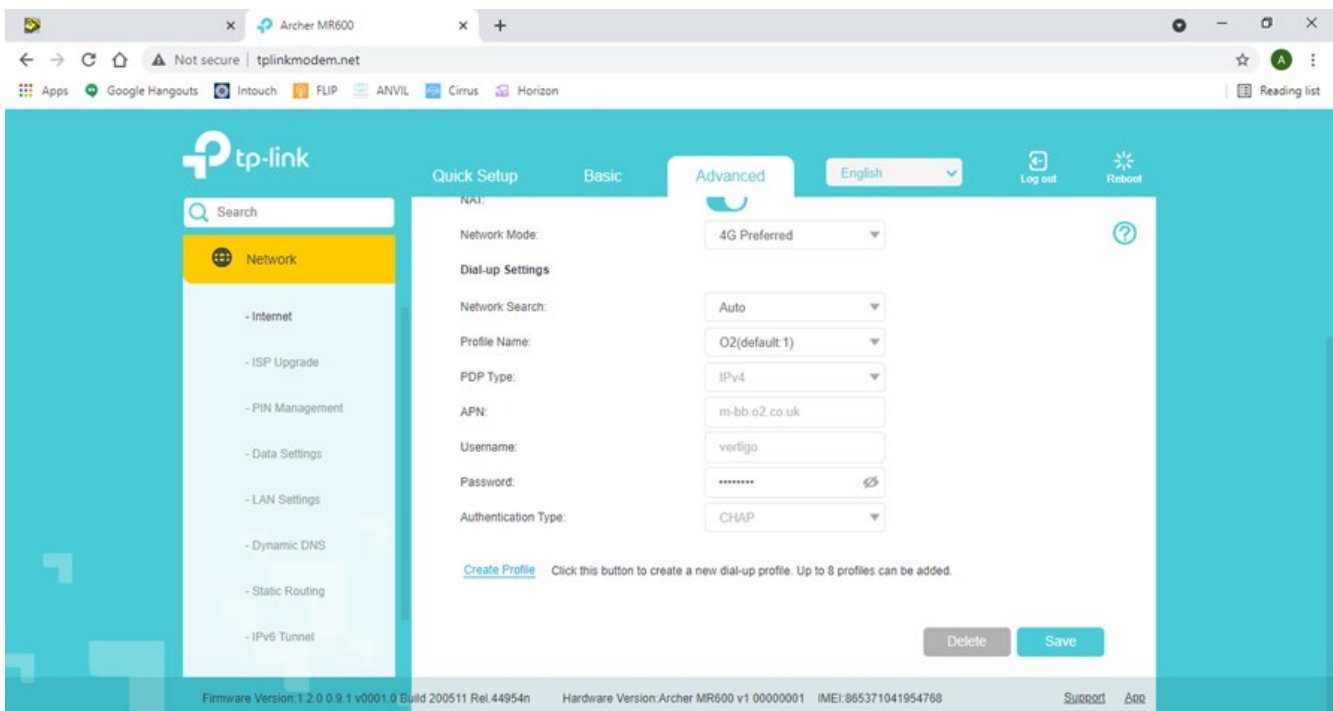 Archer MR600
Not secure | tplinkmodem.net
A
Apps Google Hangouts Intouch FLIP ANVIL Cirrus Horizon Reading list
tp-link
Quick Setup Basic Advanced English Log out Reboot
Search
NAT:
Network Mode: 4G Preferred
Network
Dial-up Settings
- Internet
Network Search: Auto
Profile Name: O2(default:1)
- ISP Upgrade
PDP Type: IPv4
- PIN Management
APN: m-bb.o2.co.uk
- Data Settings
Username: vertigo
Password: ••••••••
- LAN Settings
Authentication Type: CHAP
- Dynamic DNS
Create Profile Click this button to create a new dial-up profile. Up to 8 profiles can be added.
- Static Routing
- IPv6 Tunnel
Delete Save
Firmware Version:1.2.0 0.9.1 v0001.0 Build 200511 Rel.44954n Hardware Version:Archer MR600 v1 00000001 IMEI:865371041954768 Support App